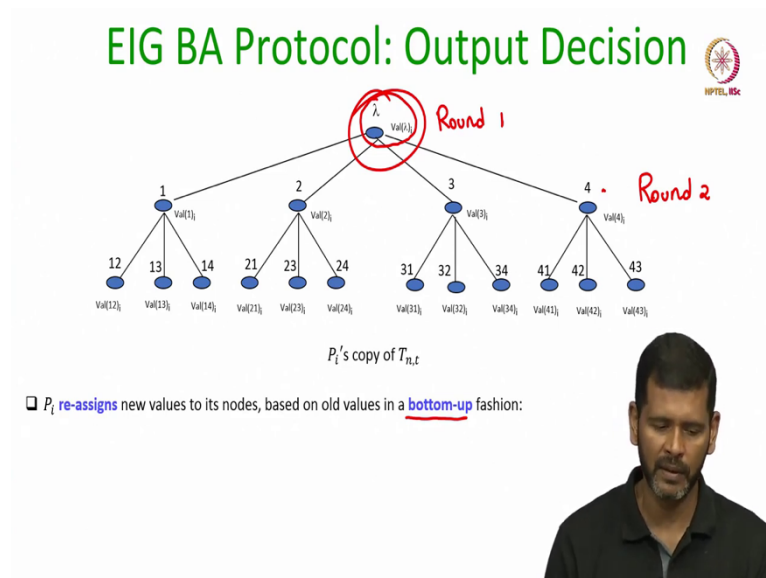 EIG BA Protocol: Output Decision
NPTEL, IISc
λ
Val(λ)ᵢ
Round 1
1
2
3
4
Round 2
Val(1)ᵢ
Val(2)ᵢ
Val(3)ᵢ
Val(4)ᵢ
12 13 14 21 23 24 31 32 34 41 42 43
Val(12)ᵢ Val(13)ᵢ Val(14)ᵢ Val(21)ᵢ Val(23)ᵢ Val(24)ᵢ Val(31)ᵢ Val(32)ᵢ Val(34)ᵢ Val(41)ᵢ Val(42)ᵢ Val(43)ᵢ
Pᵢ's copy of Tₙ,ₜ
❑ Pᵢ re-assigns new values to its nodes, based on old values in a bottom-up fashion: